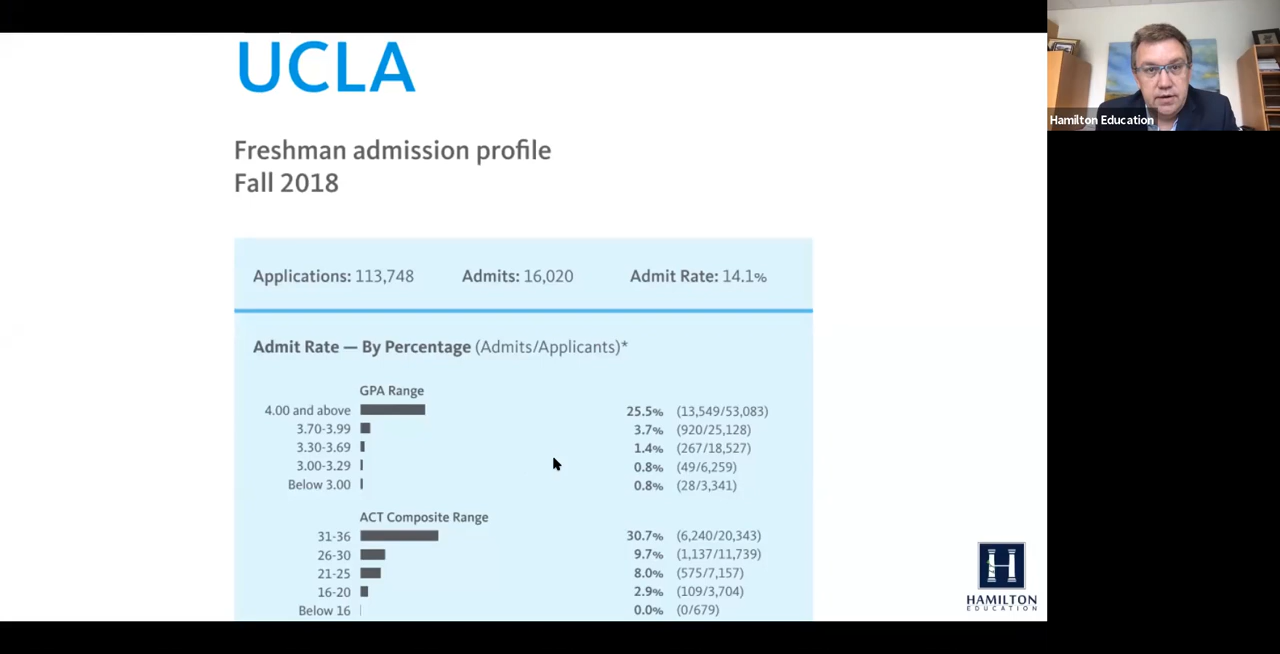 UCLA
Hamilton Education
Freshman admission profile
Fall 2018
Applications: 113,748 Admits: 16,020 Admit Rate: 14.1%
Admit Rate — By Percentage (Admits/Applicants)*
GPA Range
4.00 and above 25.5% (13,549/53,083)
3.70-3.99 3.7% (920/25,128)
3.30-3.69 1.4% (267/18,527)
3.00-3.29 0.8% (49/6,259)
Below 3.00 0.8% (28/3,341)
ACT Composite Range
31-36 30.7% (6,240/20,343)
26-30 9.7% (1,137/11,739)
21-25 8.0% (575/7,157)
16-20 2.9% (109/3,704)
Below 16 0.0% (0/679)
H
HAMILTON
EDUCATION